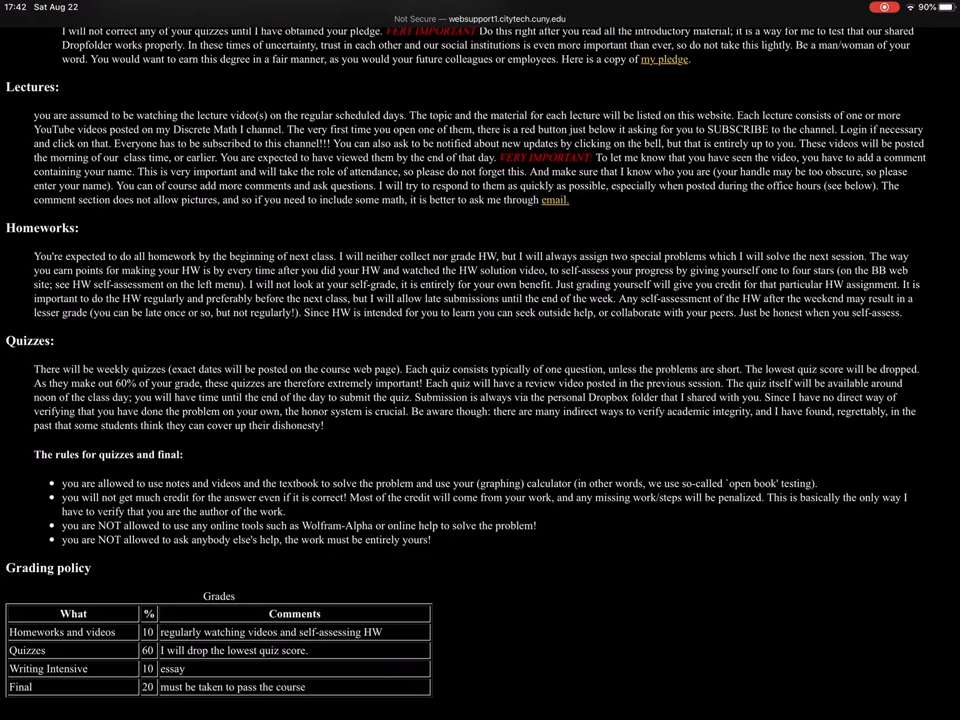 17:42 Sat Aug 22
90%
Not Secure — websupport1.citytech.cuny.edu
I will not correct any of your quizzes until I have obtained your pledge. VERY IMPORTANT Do this right after you read all the introductory material; it is a way for me to test that our shared
Dropfolder works properly. In these times of uncertainty, trust in each other and our social institutions is even more important than ever, so do not take this lightly. Be a man/woman of your
word. You would want to earn this degree in a fair manner, as you would your future colleagues or employees. Here is a copy of my pledge.
Lectures:
you are assumed to be watching the lecture video(s) on the regular scheduled days. The topic and the material for each lecture will be listed on this website. Each lecture consists of one or more
YouTube videos posted on my Discrete Math I channel. The very first time you open one of them, there is a red button just below it asking for you to SUBSCRIBE to the channel. Login if necessary
and click on that. Everyone has to be subscribed to this channel!!! You can also ask to be notified about new updates by clicking on the bell, but that is entirely up to you. These videos will be posted
the morning of our class time, or earlier. You are expected to have viewed them by the end of that day. VERY IMPORTANT: To let me know that you have seen the video, you have to add a comment
containing your name. This is very important and will take the role of attendance, so please do not forget this. And make sure that I know who you are (your handle may be too obscure, so please
enter your name). You can of course add more comments and ask questions. I will try to respond to them as quickly as possible, especially when posted during the office hours (see below). The
comment section does not allow pictures, and so if you need to include some math, it is better to ask me through email.
Homeworks:
You're expected to do all homework by the beginning of next class. I will neither collect nor grade HW, but I will always assign two special problems which I will solve the next session. The way
you earn points for making your HW is by every time after you did your HW and watched the HW solution video, to self-assess your progress by giving yourself one to four stars (on the BB web
site; see HW self-assessment on the left menu). I will not look at your self-grade, it is entirely for your own benefit. Just grading yourself will give you credit for that particular HW assignment. It is
important to do the HW regularly and preferably before the next class, but I will allow late submissions until the end of the week. Any self-assessment of the HW after the weekend may result in a
lesser grade (you can be late once or so, but not regularly!). Since HW is intended for you to learn you can seek outside help, or collaborate with your peers. Just be honest when you self-assess.
Quizzes:
There will be weekly quizzes (exact dates will be posted on the course web page). Each quiz consists typically of one question, unless the problems are short. The lowest quiz score will be dropped.
As they make out 60% of your grade, these quizzes are therefore extremely important! Each quiz will have a review video posted in the previous session. The quiz itself will be available around
noon of the class day; you will have time until the end of the day to submit the quiz. Submission is always via the personal Dropbox folder that I shared with you. Since I have no direct way of
verifying that you have done the problem on your own, the honor system is crucial. Be aware though: there are many indirect ways to verify academic integrity, and I have found, regrettably, in the
past that some students think they can cover up their dishonesty!
The rules for quizzes and final:
you are allowed to use notes and videos and the textbook to solve the problem and use your (graphing) calculator (in other words, we use so-called `open book' testing).
you will not get much credit for the answer even if it is correct! Most of the credit will come from your work, and any missing work/steps will be penalized. This is basically the only way I
have to verify that you are the author of the work.
you are NOT allowed to use any online tools such as Wolfram-Alpha or online help to solve the problem!
you are NOT allowed to ask anybody else's help, the work must be entirely yours!
Grading policy
Grades
What % Comments
Homeworks and videos 10 regularly watching videos and self-assessing HW
Quizzes 60 I will drop the lowest quiz score.
Writing Intensive 10 essay
Final 20 must be taken to pass the course